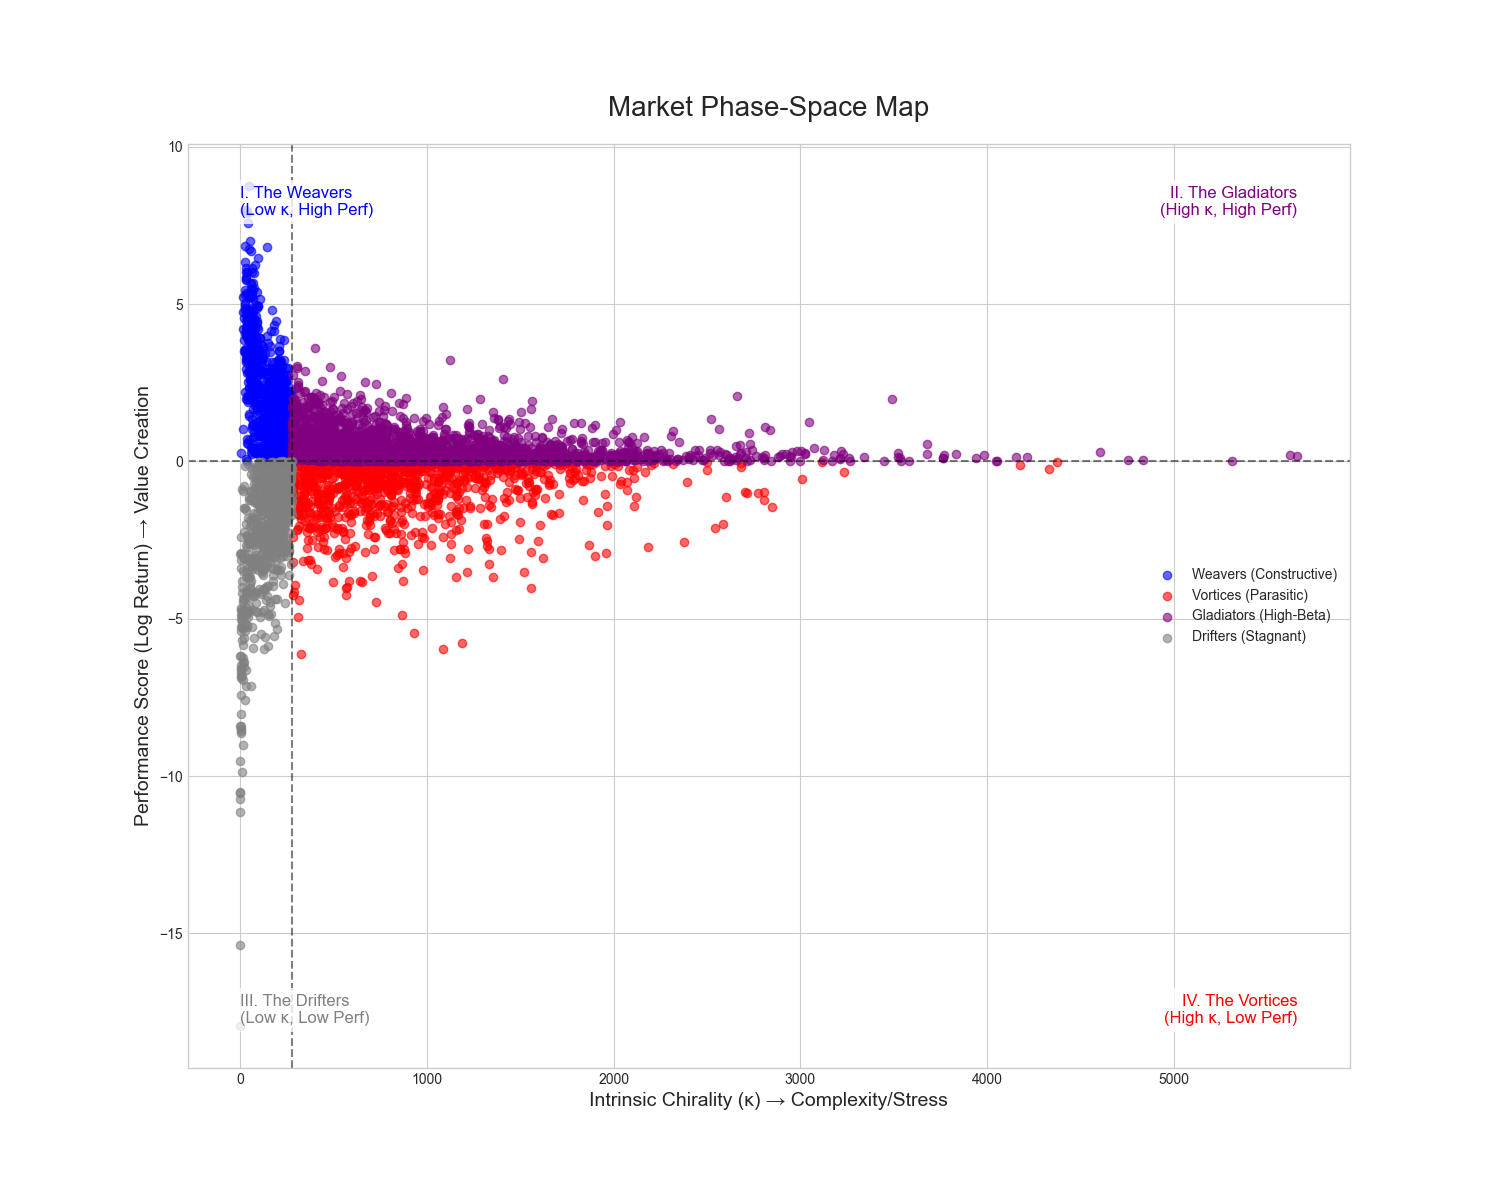 Market Phase-Space Map
10
I. The Weavers
(Low κ, High Perf)
II. The Gladiators
(High κ, High Perf)
5
0
−5
−10
−15
Performance Score (Log Return) → Value Creation
Weavers (Constructive)
Vortices (Parasitic)
Gladiators (High-Beta)
Drifters (Stagnant)
III. The Drifters
(Low κ, Low Perf)
IV. The Vortices
(High κ, Low Perf)
0 1000 2000 3000 4000 5000
Intrinsic Chirality (κ) → Complexity/Stress